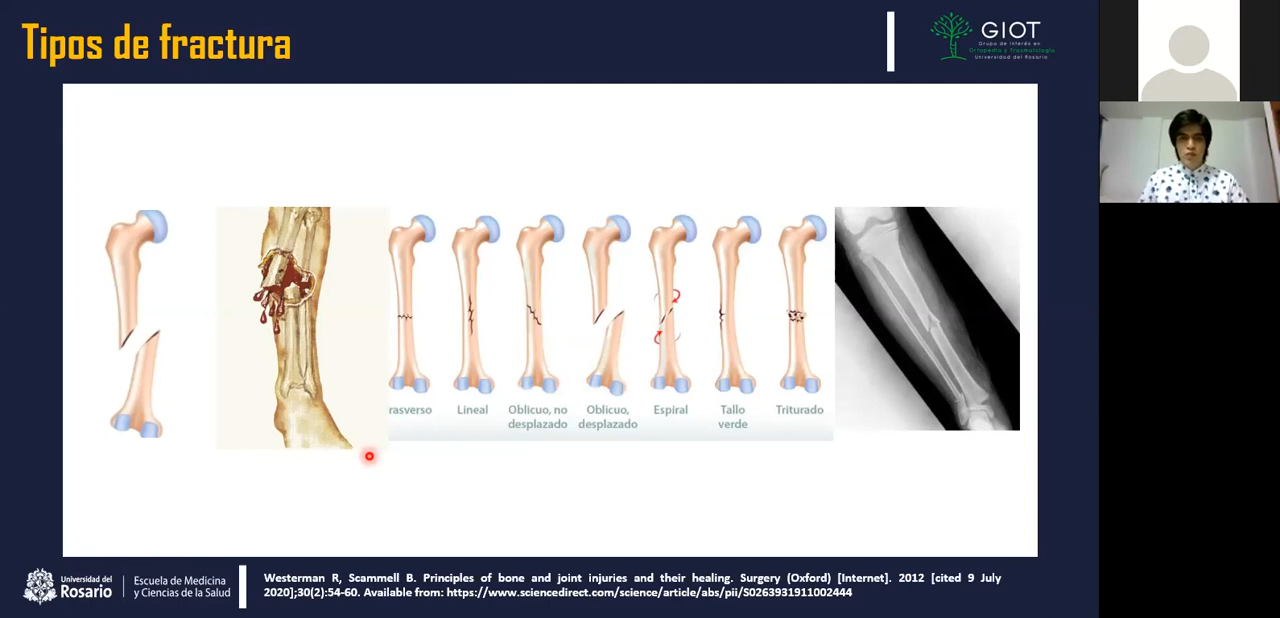 Tipos de fractura
GIOT
Grupo de Interés en
Ortopedia y Traumatología
Universidad del Rosario
rasverso
Lineal
Oblicuo, no
desplazado
Oblicuo,
desplazado
Espiral
Tallo
verde
Triturado
Universidad del
Rosario
Escuela de Medicina
y Ciencias de la Salud
Westerman R, Scammell B. Principles of bone and joint injuries and their healing. Surgery (Oxford) [Internet]. 2012 [cited 9 July
2020];30(2):54-60. Available from: https://www.sciencedirect.com/science/article/abs/pii/S0263931911002444